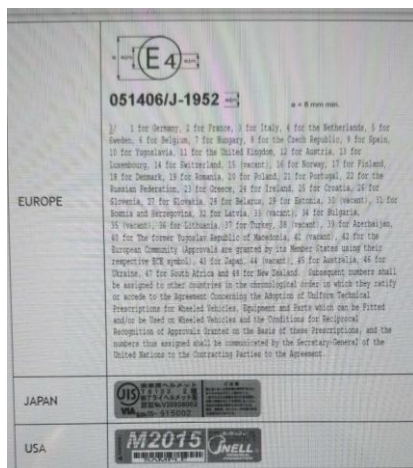 E4
051406/J-1952
a = 8 mm min.
EUROPE
1/ 1 for Germany, 2 for France, 3 for Italy, 4 for the Netherlands, 5 for
Sweden, 6 for Belgium, 7 for Hungary, 8 for the Czech Republic, 9 for Spain,
10 for Yugoslavia, 11 for the United Kingdom, 12 for Austria, 13 for
Luxembourg, 14 for Switzerland, 15 (vacant), 16 for Norway, 17 for Finland,
18 for Denmark, 19 for Romania, 20 for Poland, 21 for Portugal, 22 for the
Russian Federation, 23 for Greece, 24 for Ireland, 25 for Croatia, 26 for
Slovenia, 27 for Slovakia, 28 for Belarus, 29 for Estonia, 30 (vacant), 31 for
Bosnia and Herzegovina, 32 for Latvia, 33 (vacant), 34 for Bulgaria,
35 (vacant), 36 for Lithuania, 37 for Turkey, 38 (vacant), 39 for Azerbaijan,
40 for The former Yugoslav Republic of Macedonia, 41 (vacant), 42 for the
European Community (Approvals are granted by its Member States using their
respective ECE symbol), 43 for Japan, 44 (vacant), 45 for Australia, 46 for
Ukraine, 47 for South Africa and 48 for New Zealand. Subsequent numbers shall
be assigned to other countries in the chronological order in which they ratify
or accede to the Agreement Concerning the Adoption of Uniform Technical
Prescriptions for Wheeled Vehicles, Equipment and Parts which can be Fitted
and/or be Used on Wheeled Vehicles and the Conditions for Reciprocal
Recognition of Approvals Granted on the Basis of these Prescriptions, and the
numbers thus assigned shall be communicated by the Secretary-General of the
United Nations to the Contracting Parties to the Agreement.
JAPAN
JIS
VIA
915002
USA
M2015
SNELL
SAMPLE